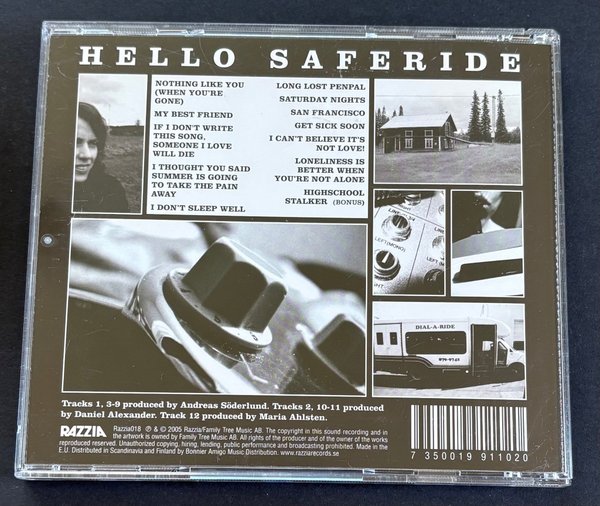 HELLO SAFERIDE
NOTHING LIKE YOU
(WHEN YOU'RE
GONE)
MY BEST FRIEND
IF I DON'T WRITE
THIS SONG,
SOMEONE I LOVE
WILL DIE
I THOUGHT YOU SAID
SUMMER IS GOING
TO TAKE THE PAIN
AWAY
I DON'T SLEEP WELL
LONG LOST PENPAL
SATURDAY NIGHTS
SAN FRANCISCO
GET SICK SOON
I CAN'T BELIEVE IT'S
NOT LOVE!
LONELINESS IS
BETTER WHEN
YOU'RE NOT ALONE
HIGHSCHOOL
STALKER (BONUS)
LEFT(MONO)
DIAL-A-RIDE
Tracks 1, 3-9 produced by Andreas Söderlund. Tracks 2, 10-11 produced
by Daniel Alexander. Track 12 produced by Maria Ahlsten.
RAZZIA
Razzia018 ℗ & © 2005 Razzia/Family Tree Music AB. The copyright in this sound recording and in
the artwork is owned by Family Tree Music AB. All rights of the producer and of the owner of the works
reproduced reserved. Unauthorized copying, hiring, lending, public performance and broadcasting prohibited. Made in the
E.U. Distributed in Scandinavia and Finland by Bonnier Amigo Music Distribution. www.razziarecords.se
7 350019 911020